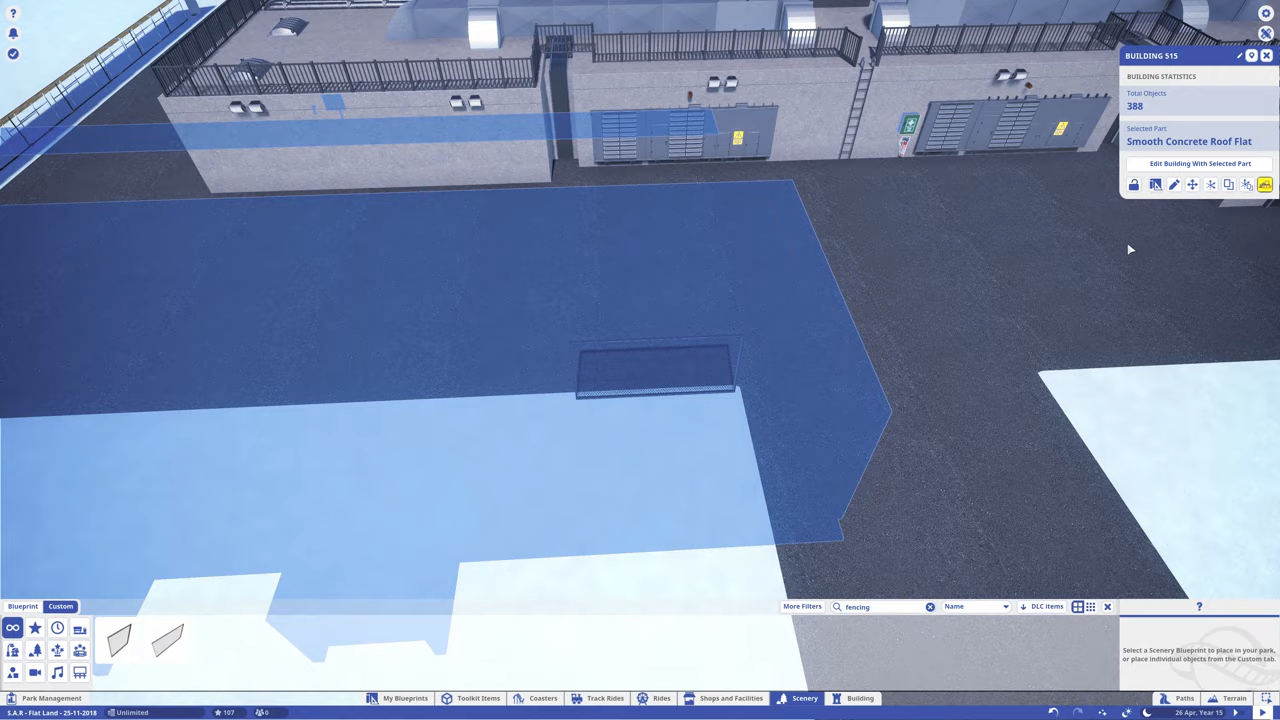 BUILDING 515
BUILDING STATISTICS
Total Objects
388
Selected Part
Smooth Concrete Roof Flat
Edit Building With Selected Part
Blueprint
Custom
More Filters
fencing
Name
DLC items
Select a Scenery Blueprint to place in your park,
or place individual objects from the Custom tab.
Park Management
My Blueprints
Toolkit Items
Coasters
Track Rides
Rides
Shops and Facilities
Scenery
Building
Paths
Terrain
S.A.R - Flat Land - 25-11-2018
Unlimited
107
0
26 Apr, Year 15